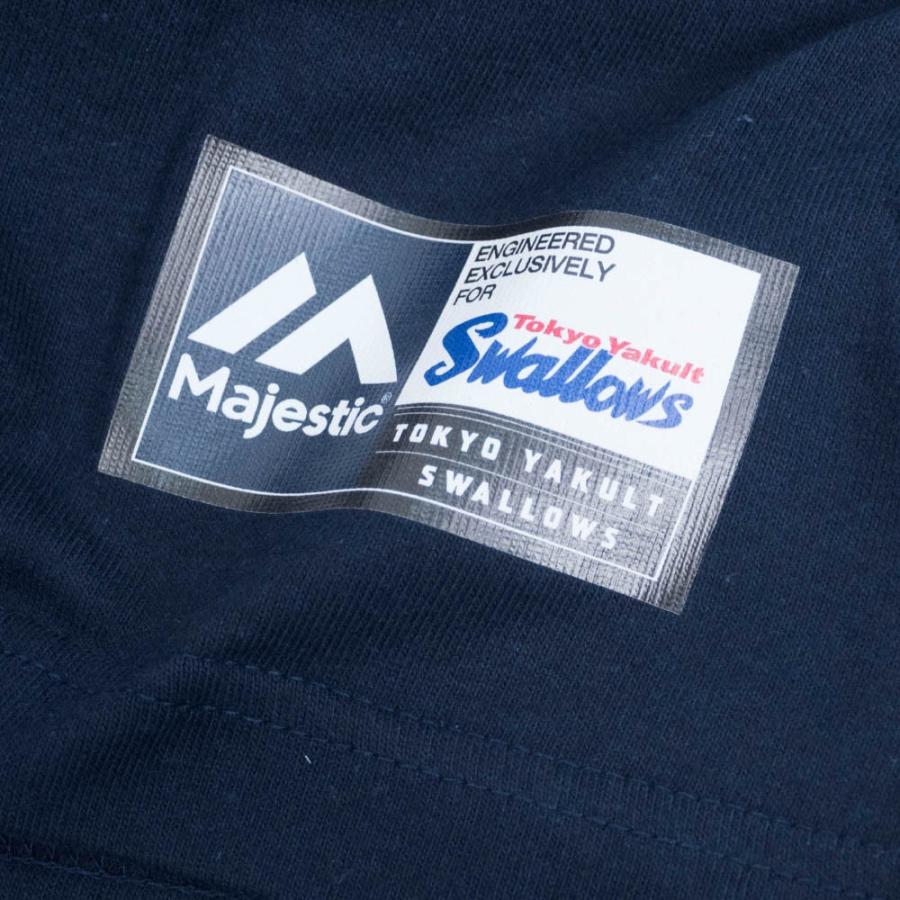 Majestic®
ENGINEERED
EXCLUSIVELY
FOR
Tokyo Yakult
Swallows
TOKYO YAKULT
SWALLOWS